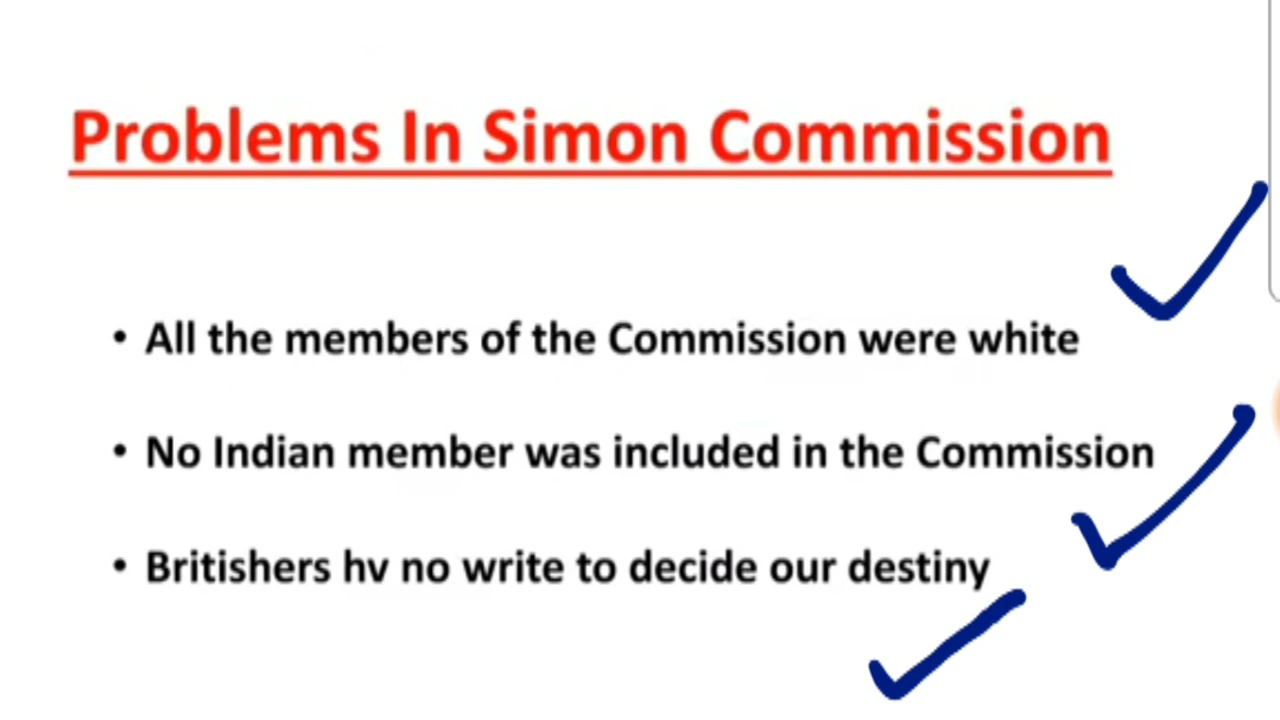 Problems In Simon Commission
• All the members of the Commission were white
• No Indian member was included in the Commission
• Britishers hv no write to decide our destiny